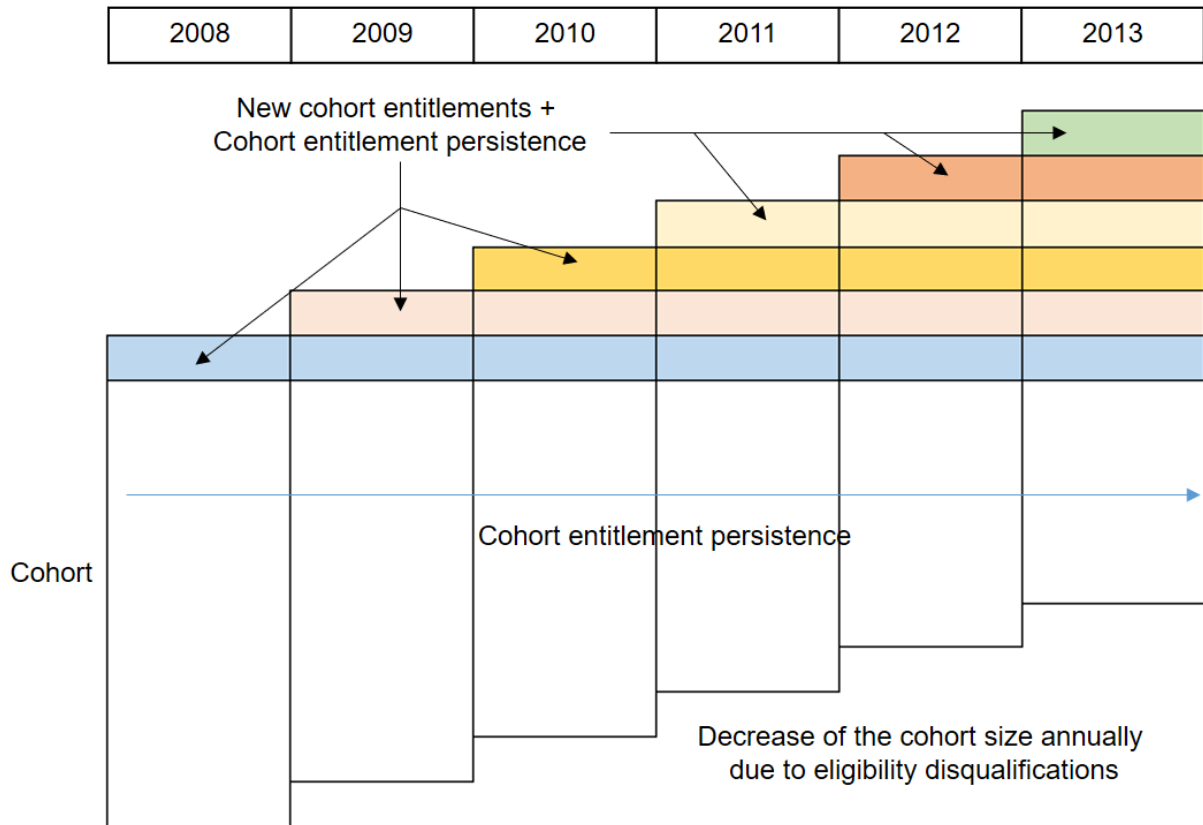 2008 2009 2010 2011 2012 2013
New cohort entitlements +
Cohort entitlement persistence
Cohort entitlement persistence
Cohort
Decrease of the cohort size annually
due to eligibility disqualifications